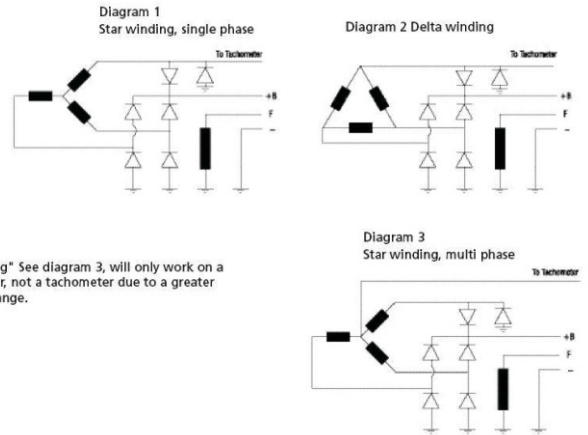 Diagram 1
Star winding, single phase
To Tachometer
+B
F
–
Diagram 2 Delta winding
To Tachometer
+B
F
–
g" See diagram 3, will only work on a
r, not a tachometer due to a greater
nge.
Diagram 3
Star winding, multi phase
To Tachometer
+B
F
–